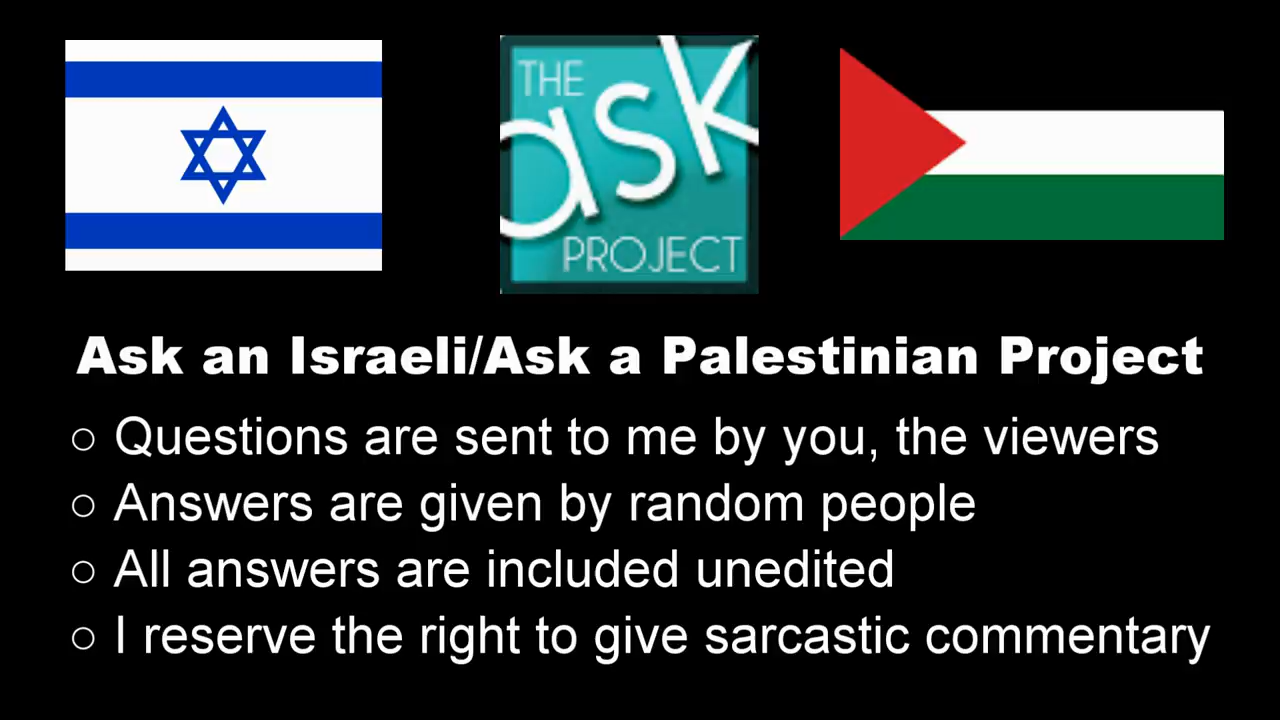 THE
ask
PROJECT
Ask an Israeli/Ask a Palestinian Project
○ Questions are sent to me by you, the viewers
○ Answers are given by random people
○ All answers are included unedited
○ I reserve the right to give sarcastic commentary